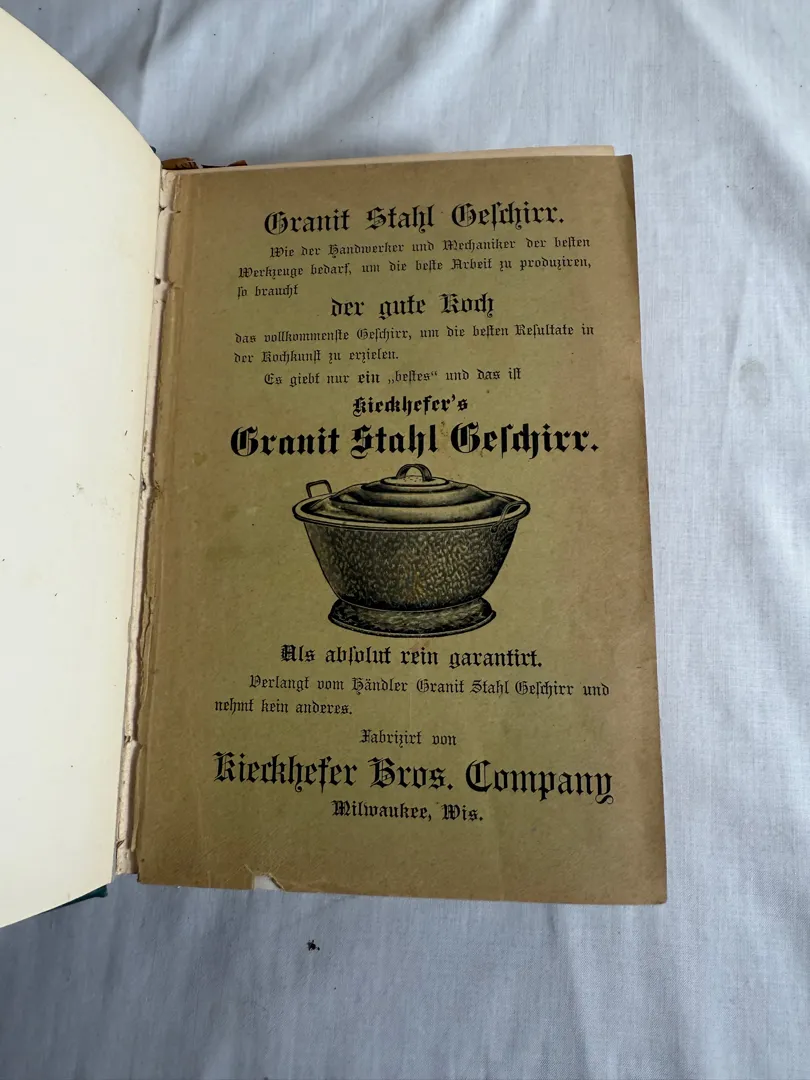 Granit Stahl Geſchirr.
Wie der Handwerker und Mechaniker der beſten
Werkzeuge bedarf, um die beſte Arbeit zu produziren,
ſo braucht
der gute Koch
das vollkommenſte Geſchirr, um die beſten Reſultate in
der Kochkunſt zu erzielen.
Es giebt nur ein „beſtes“ und das iſt
Kieckhefer's
Granit Stahl Geſchirr.
Als abſolut rein garantirt.
Verlangt vom Händler Granit Stahl Geſchirr und
nehmt kein anderes.
Fabrizirt von
Kieckhefer Bros. Company
Milwaukee, Wis.